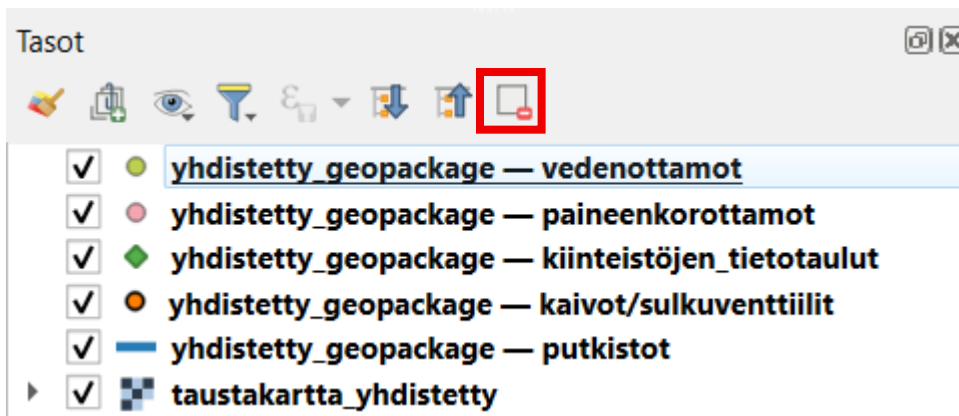 Tasot
yhdistetty_geopackage — vedenottamot
yhdistetty_geopackage — paineenkorottamot
yhdistetty_geopackage — kiinteistöjen_tietotaulut
yhdistetty_geopackage — kaivot/sulkuventtiilit
yhdistetty_geopackage — putkistot
taustakartta_yhdistetty